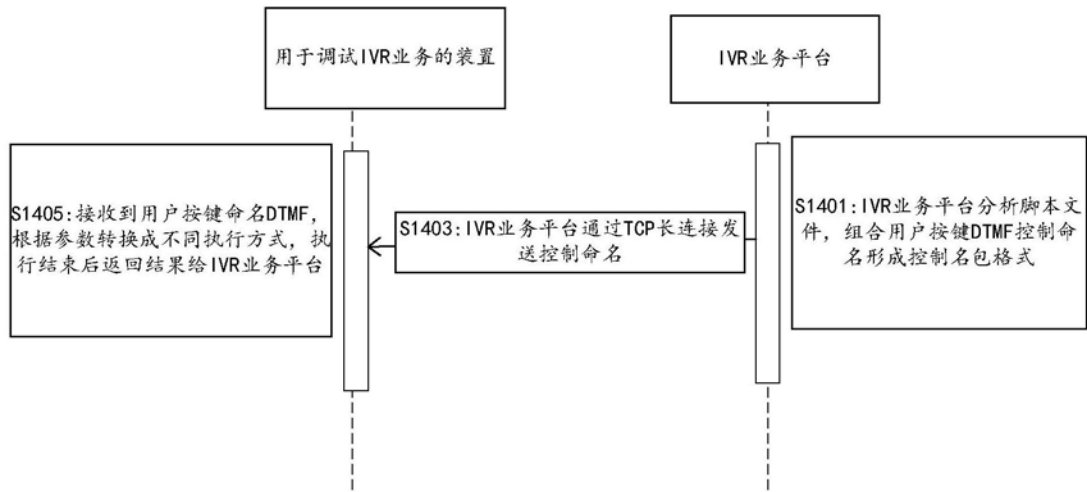 用于调试IVR业务的装置
IVR业务平台
S1405:接收到用户按键命名DTMF,
根据参数转换成不同执行方式, 执
行结束后返回结果给IVR业务平台
S1403:IVR业务平台通过TCP长连接发
送控制命名
S1401:IVR业务平台分析脚本文
件, 组合用户按键DTMF控制命
名形成控制名包格式